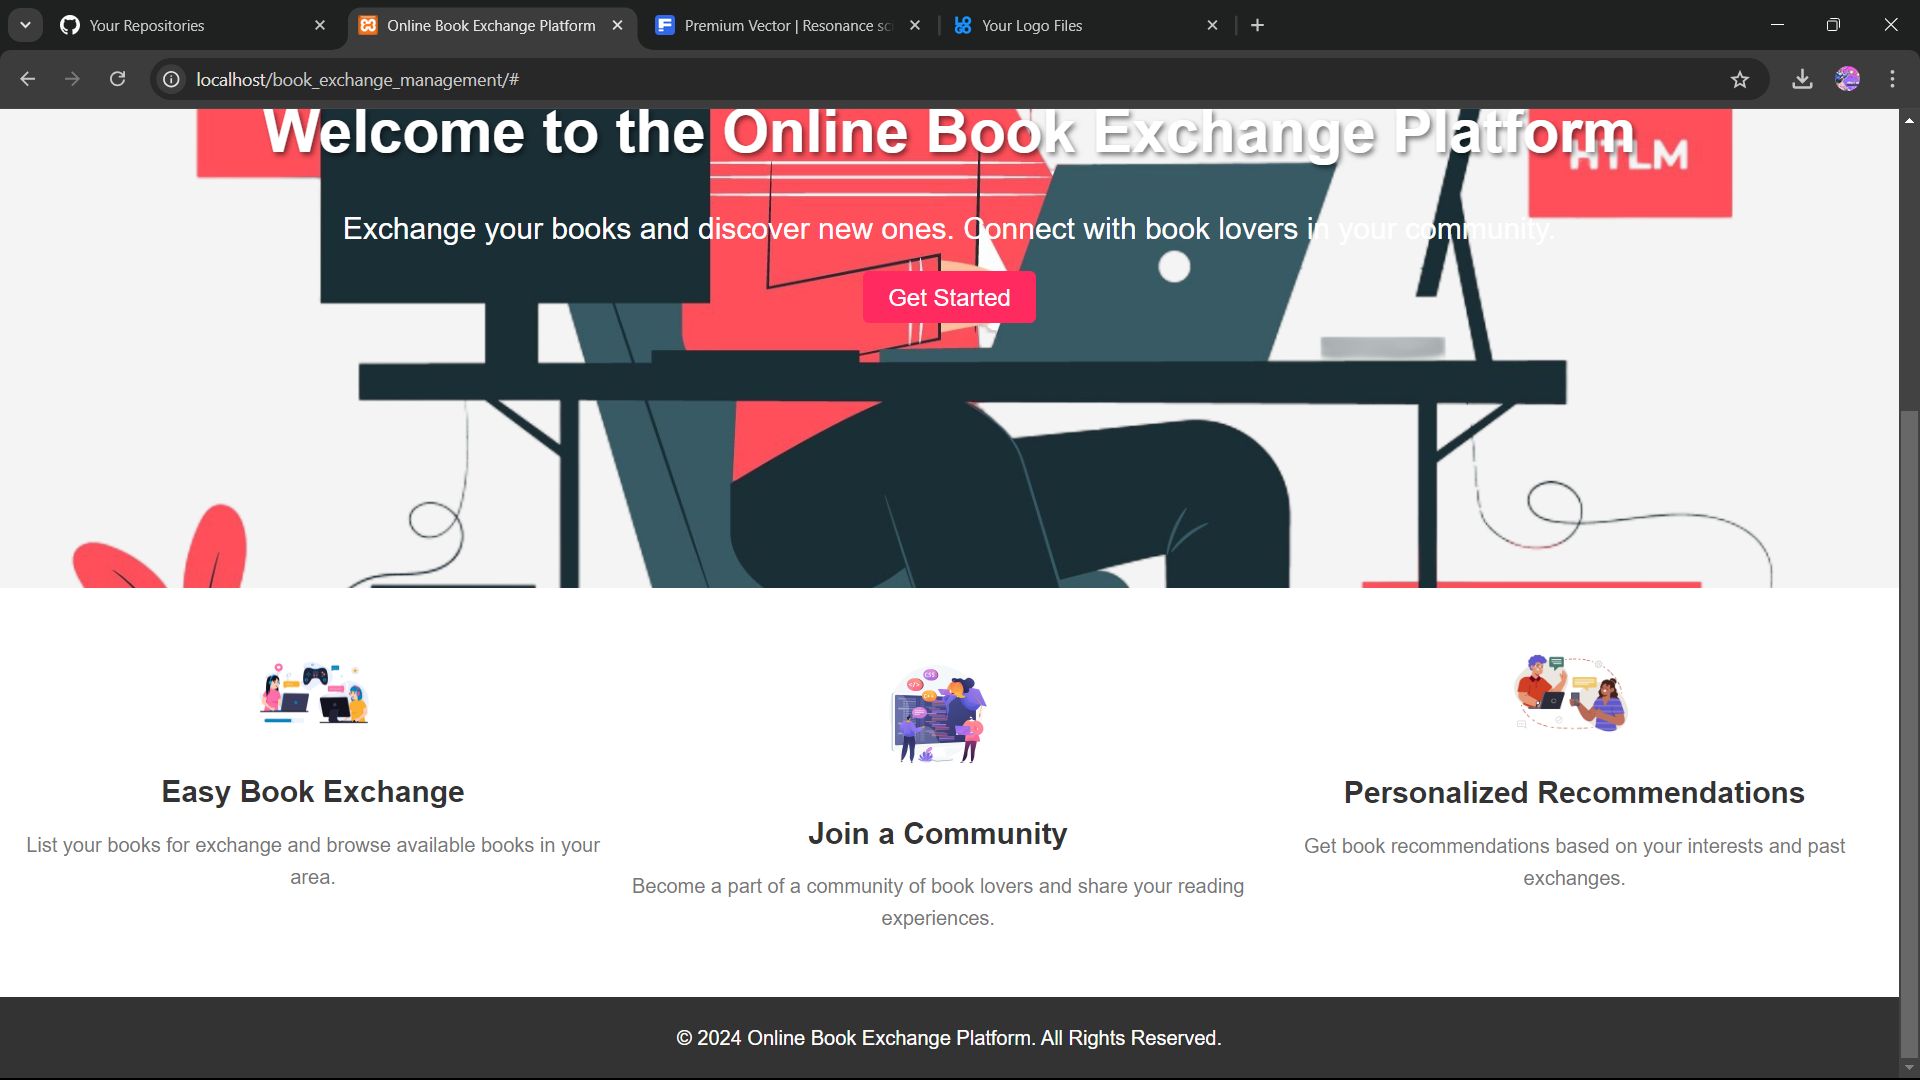 Your Repositories
Online Book Exchange Platform
Premium Vector | Resonance sc
Your Logo Files
localhost/book_exchange_management/#
Welcome to the Online Book Exchange Platform
HTLM
Exchange your books and discover new ones. Connect with book lovers in your community.
Get Started
CSS
</>
C++
Easy Book Exchange
List your books for exchange and browse available books in your
area.
Join a Community
Become a part of a community of book lovers and share your reading
experiences.
Personalized Recommendations
Get book recommendations based on your interests and past
exchanges.
© 2024 Online Book Exchange Platform. All Rights Reserved.